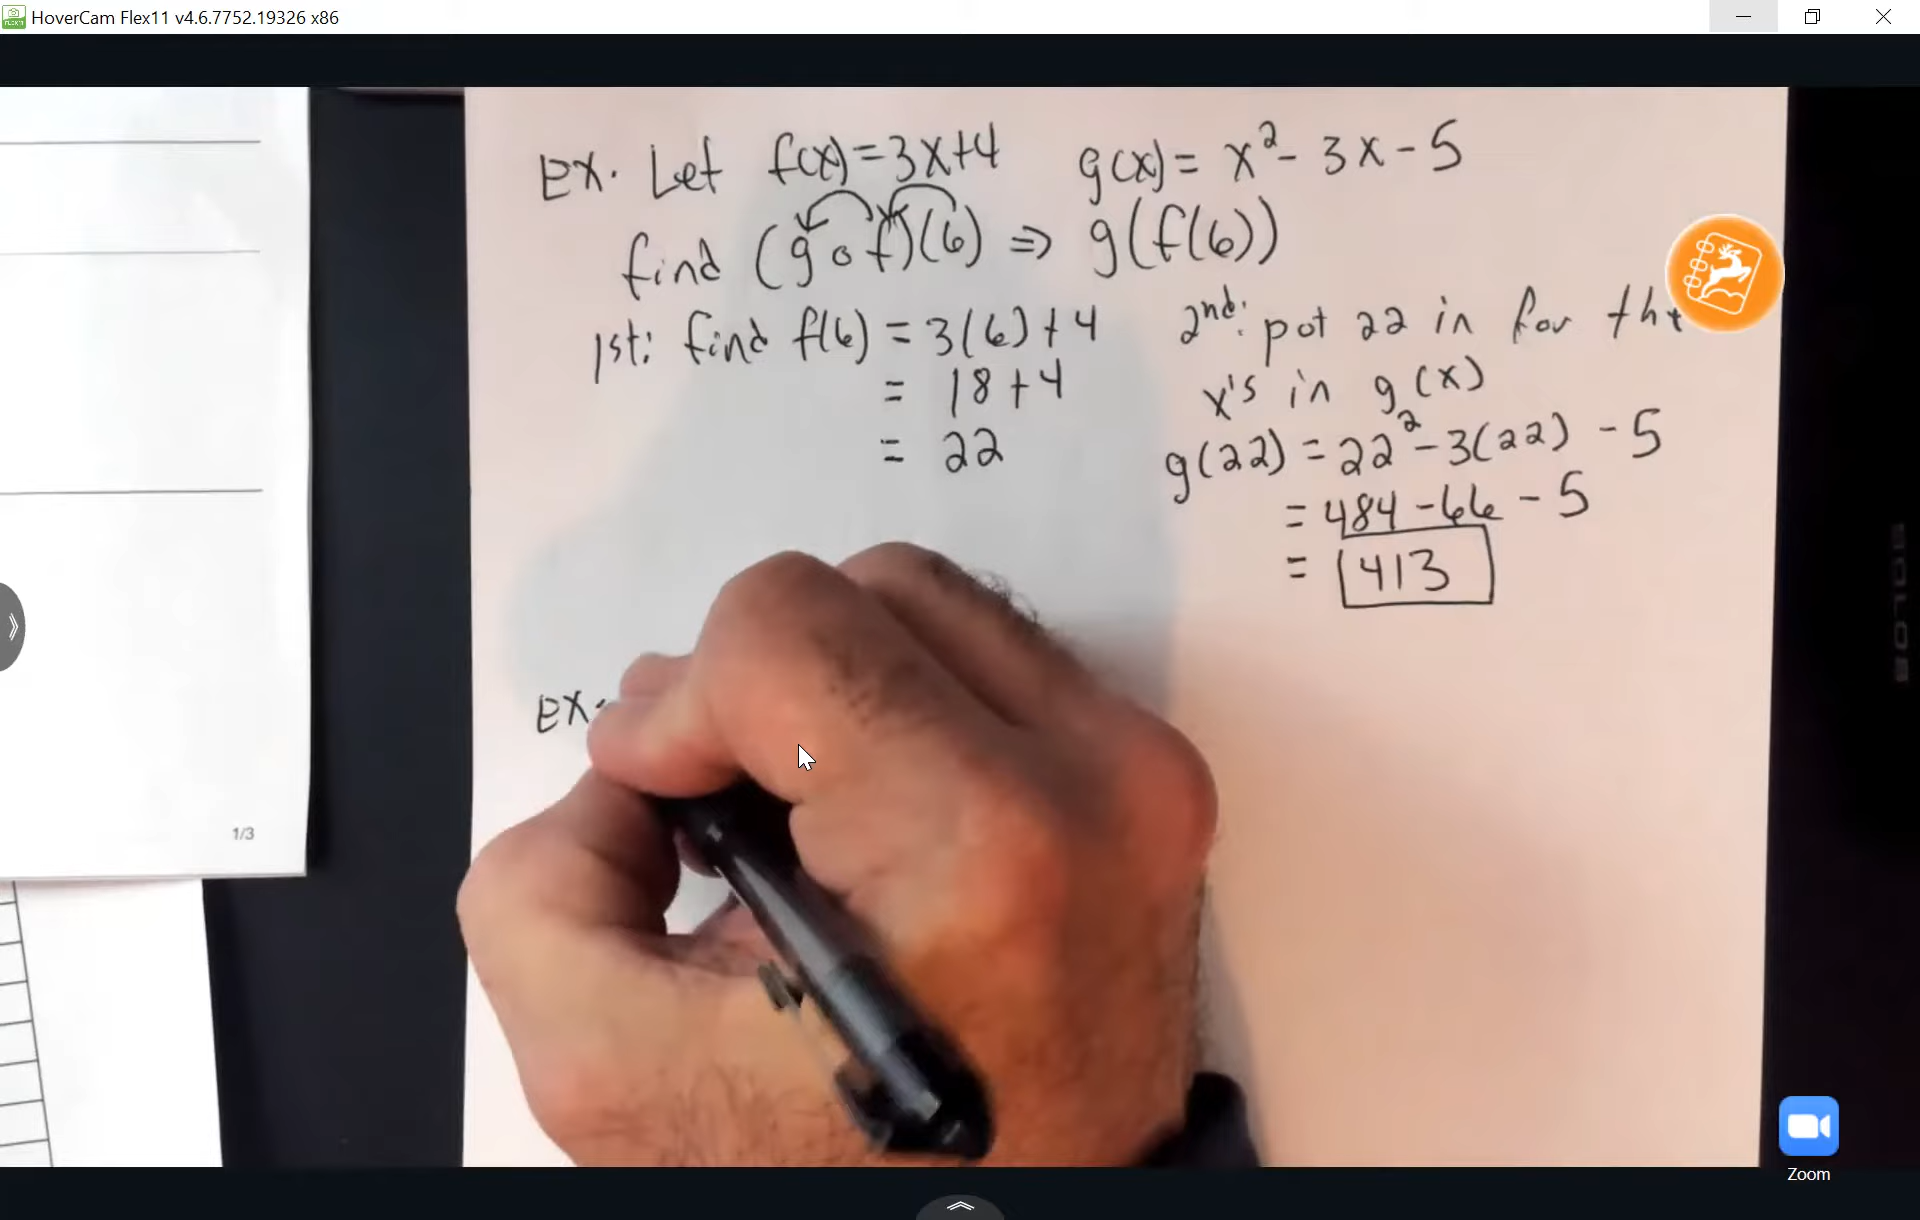 HoverCam Flex11 v4.6.7752.19326 x86
Ex. Let f(x)=3x+4 g(x)= x²- 3x-5
find (g∘f)(6) ⇒ g(f(6))
1st: find f(6) = 3(6)+4
= 18+4
= 22
2nd: pot 22 in for the
x's in g(x)
g(22) = 22²-3(22) -5
= 484-66-5
= 413
Ex.
1/3
Zoom